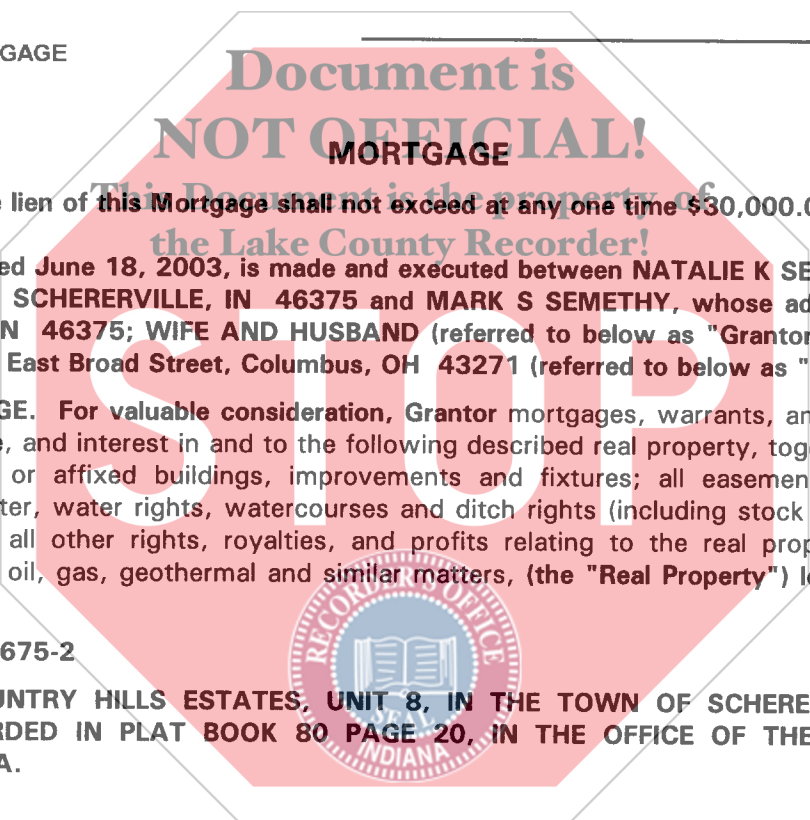 GAGE
Document is
NOT OFFICIAL!
MORTGAGE
This Document is the property of
the Lake County Recorder!
lien of this Mortgage shall not exceed at any one time $30,000.0
ed June 18, 2003, is made and executed between NATALIE K SE
SCHERERVILLE, IN 46375 and MARK S SEMETHY, whose ad
N 46375; WIFE AND HUSBAND (referred to below as "Grantor
East Broad Street, Columbus, OH 43271 (referred to below as "
GE. For valuable consideration, Grantor mortgages, warrants, an
e, and interest in and to the following described real property, tog
or affixed buildings, improvements and fixtures; all easemen
ter, water rights, watercourses and ditch rights (including stock
all other rights, royalties, and profits relating to the real prop
oil, gas, geothermal and similar matters, (the "Real Property") l
STOP
RECORDER'S OFFICE
SEAL
INDIANA
675-2
UNTRY HILLS ESTATES, UNIT 8, IN THE TOWN OF SCHERE
RDED IN PLAT BOOK 80 PAGE 20, IN THE OFFICE OF THE
A.